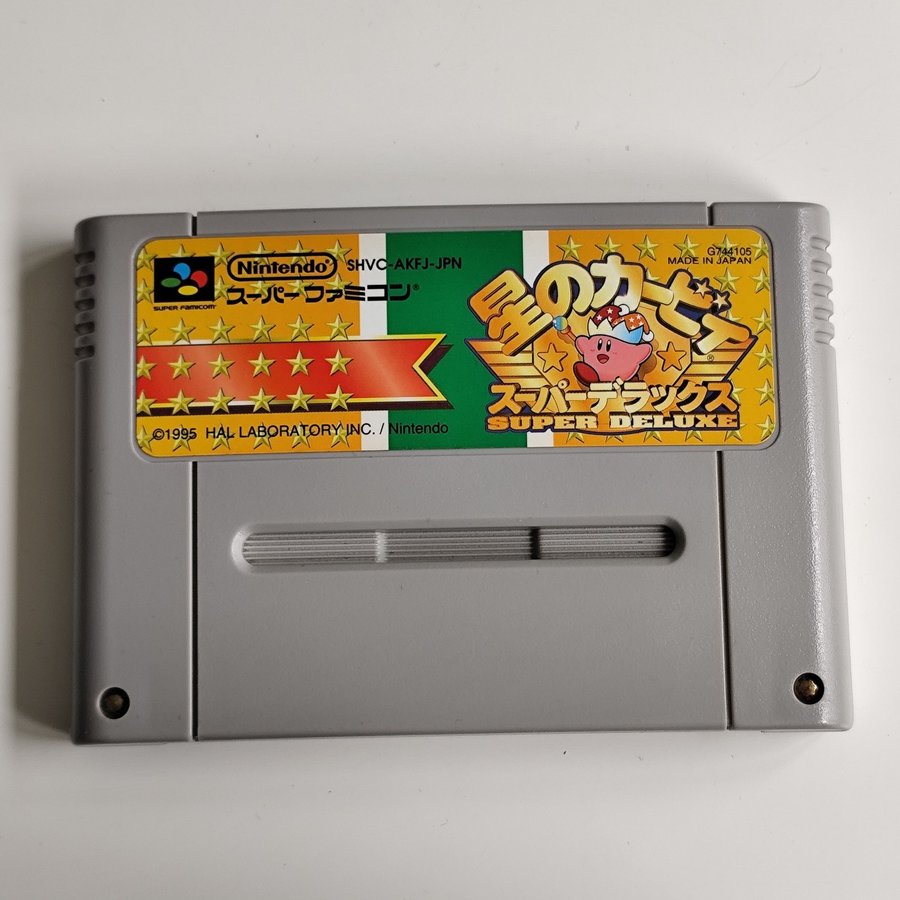 Nintendo SHVC-AKFJ-JPN
SUPER FAMICOM
スーパーファミコン®
G744105
MADE IN JAPAN
星のカービィ®
スーパーデラックス
SUPER DELUXE
©1995 HAL LABORATORY INC. / Nintendo